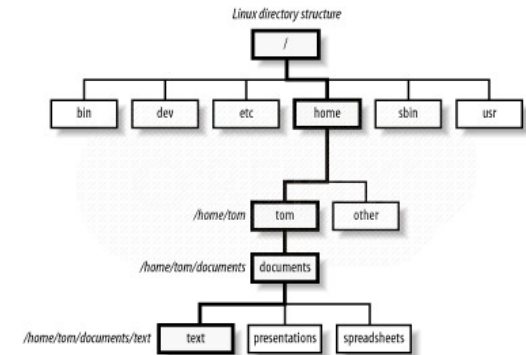 Linux directory structure
/
bin dev etc home sbin usr
/home/tom tom other
/home/tom/documents documents
/home/tom/documents/text text presentations spreadsheets